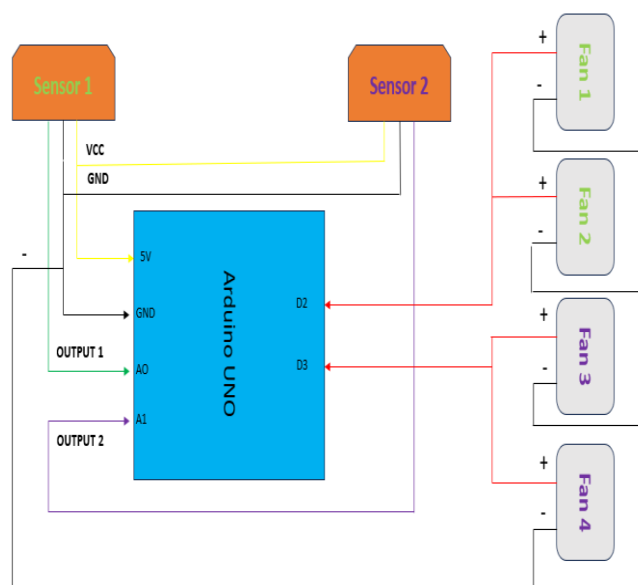 Sensor 1
Sensor 2
VCC
GND
-
5V
GND
OUTPUT 1
A0
A1
OUTPUT 2
Arduino UNO
D2
D3
+
-
Fan 1
+
-
Fan 2
+
-
Fan 3
+
-
Fan 4